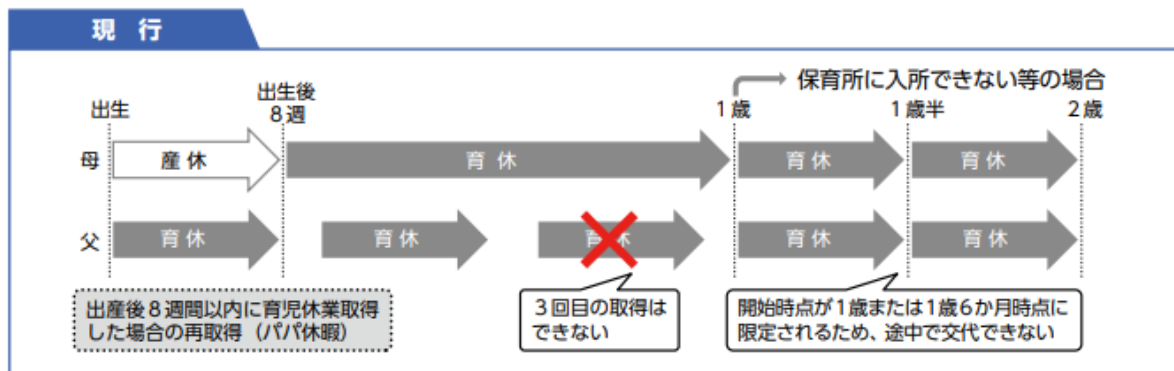 現 行
保育所に入所できない等の場合
出生
出生後
8週
1歳
1歳半
2歳
母
産休
育休
育休
育休
父
育休
育休
育休
育休
育休
出産後8週間以内に育児休業取得
した場合の再取得（パパ休暇）
3回目の取得は
できない
開始時点が1歳または1歳6か月時点に
限定されるため、途中で交代できない